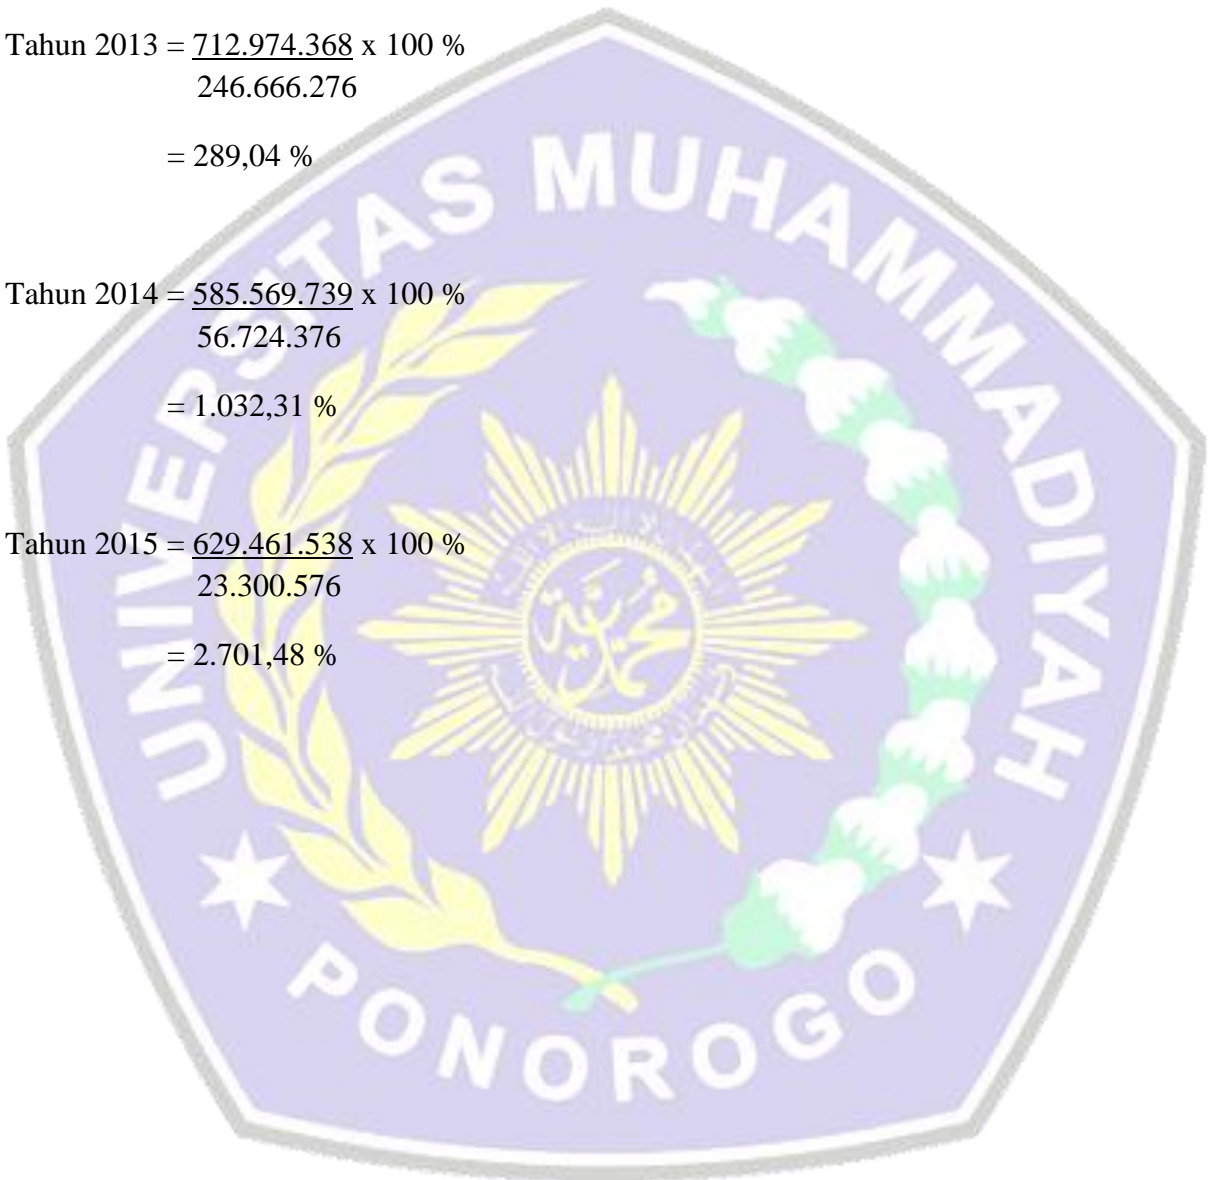 Tahun 2013 = 712.974.368 x 100 %
246.666.276
= 289,04 %
Tahun 2014 = 585.569.739 x 100 %
56.724.376
= 1.032,31 %
Tahun 2015 = 629.461.538 x 100 %
23.300.576
= 2.701,48 %
UNIVERSITAS MUHAMMADIYAH
PONOROGO